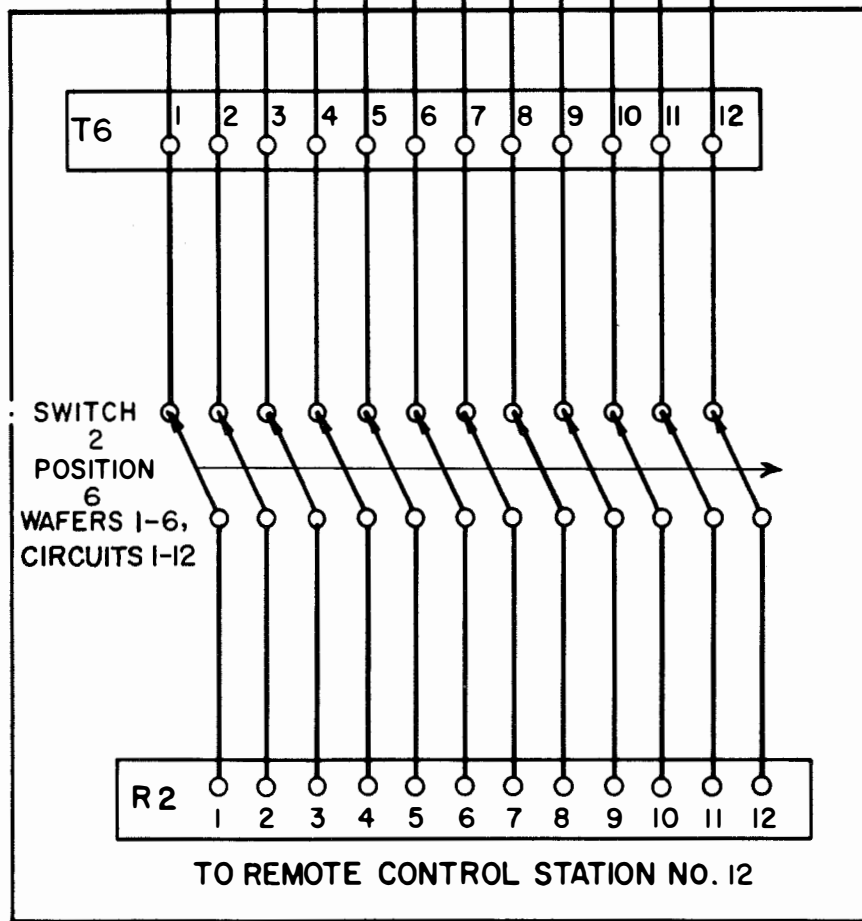 T6 1 2 3 4 5 6 7 8 9 10 11 12
SWITCH
2
POSITION
6
WAFERS 1-6,
CIRCUITS 1-12
R2 1 2 3 4 5 6 7 8 9 10 11 12
TO REMOTE CONTROL STATION NO. 12